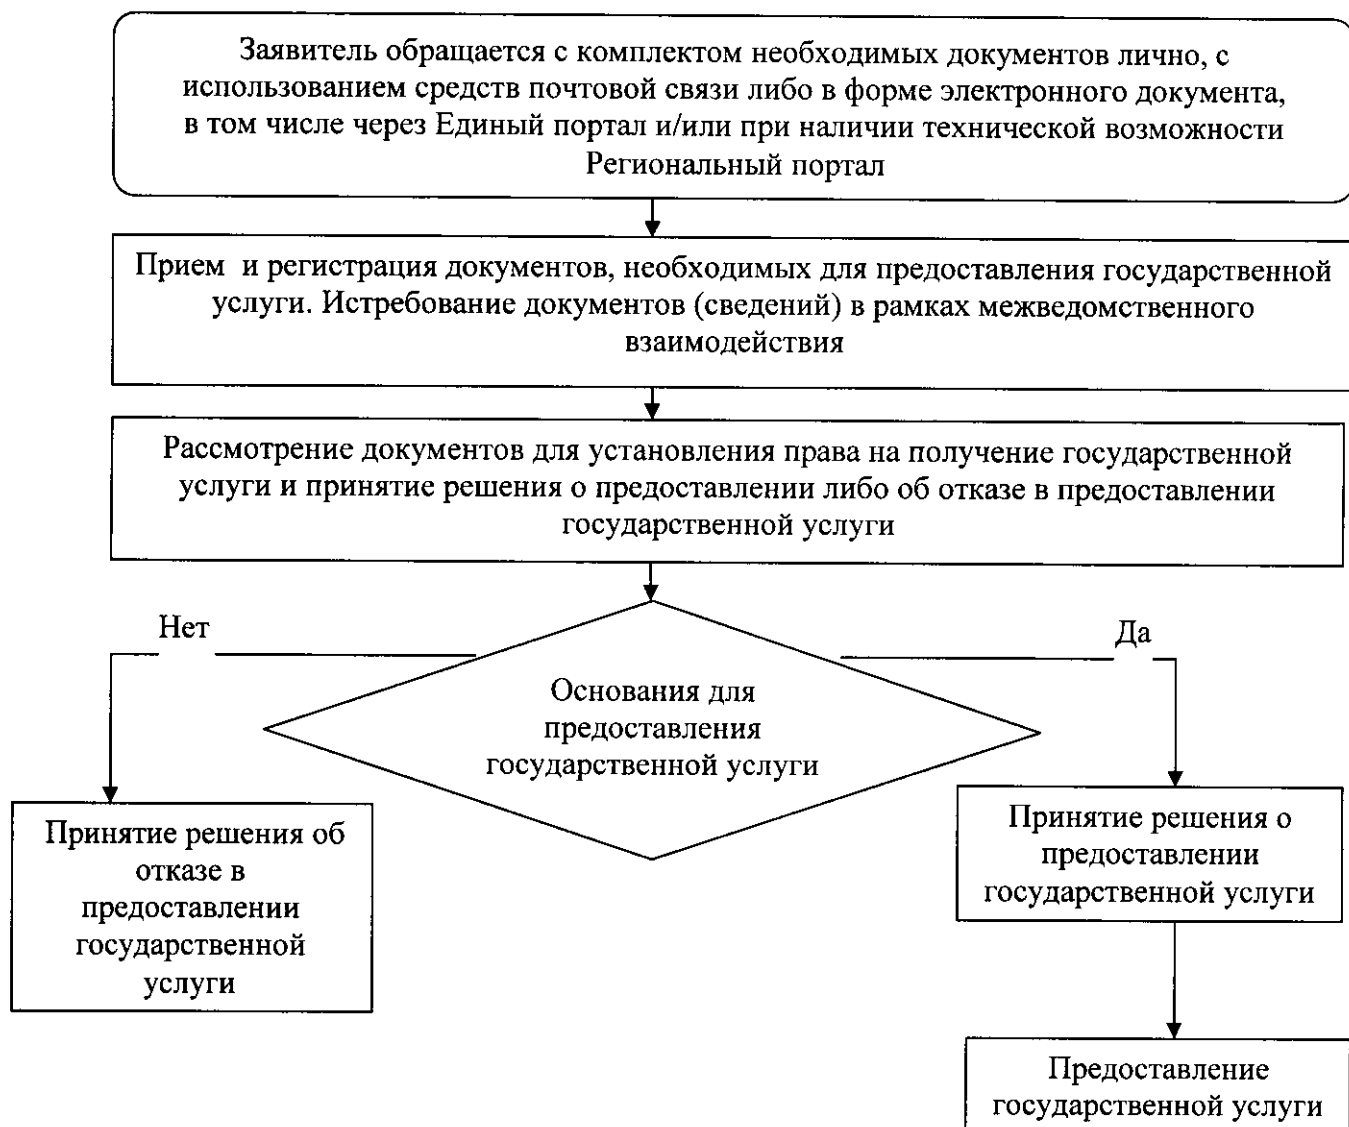 Заявитель обращается с комплектом необходимых документов лично, с
использованием средств почтовой связи либо в форме электронного документа,
в том числе через Единый портал и/или при наличии технической возможности
Региональный портал
Прием и регистрация документов, необходимых для предоставления государственной
услуги. Истребование документов (сведений) в рамках межведомственного
взаимодействия
Рассмотрение документов для установления права на получение государственной
услуги и принятие решения о предоставлении либо об отказе в предоставлении
государственной услуги
Нет
Да
Основания для
предоставления
государственной услуги
Принятие решения об
отказе в
предоставлении
государственной
услуги
Принятие решения о
предоставлении
государственной услуги
Предоставление
государственной услуги